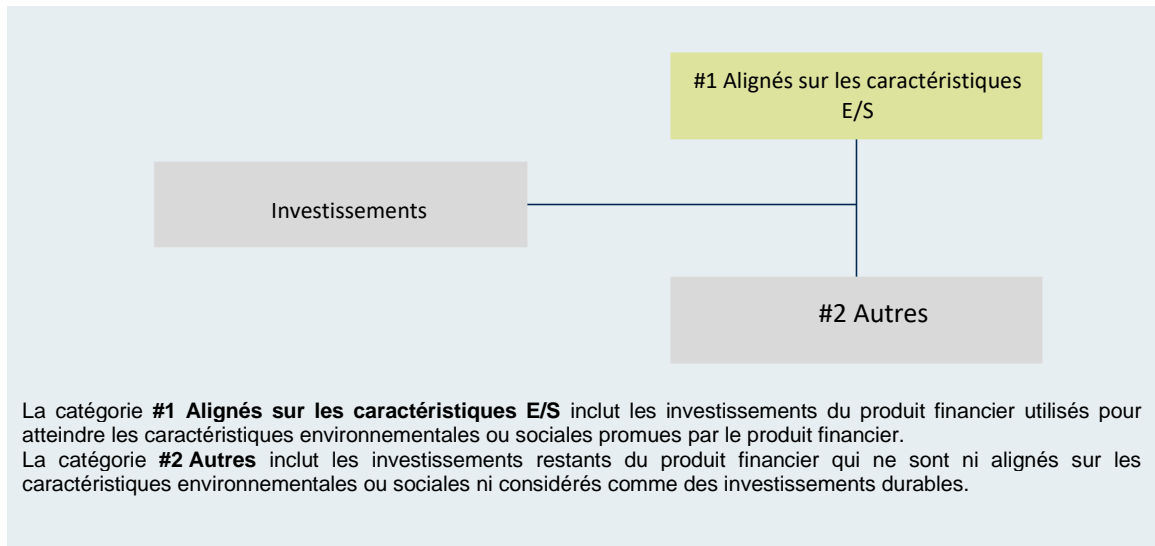 #1 Alignés sur les caractéristiques
E/S
Investissements
#2 Autres
La catégorie #1 Alignés sur les caractéristiques E/S inclut les investissements du produit financier utilisés pour
atteindre les caractéristiques environnementales ou sociales promues par le produit financier.
La catégorie #2 Autres inclut les investissements restants du produit financier qui ne sont ni alignés sur les
caractéristiques environnementales ou sociales ni considérés comme des investissements durables.